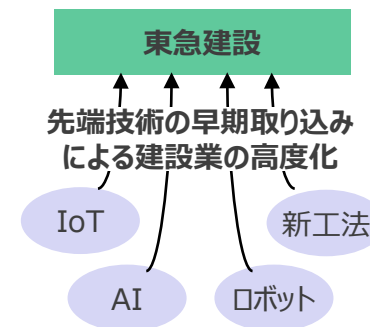 東急建設
先端技術の早期取り込み
による建設業の高度化
IoT
新工法
AI
ロボット